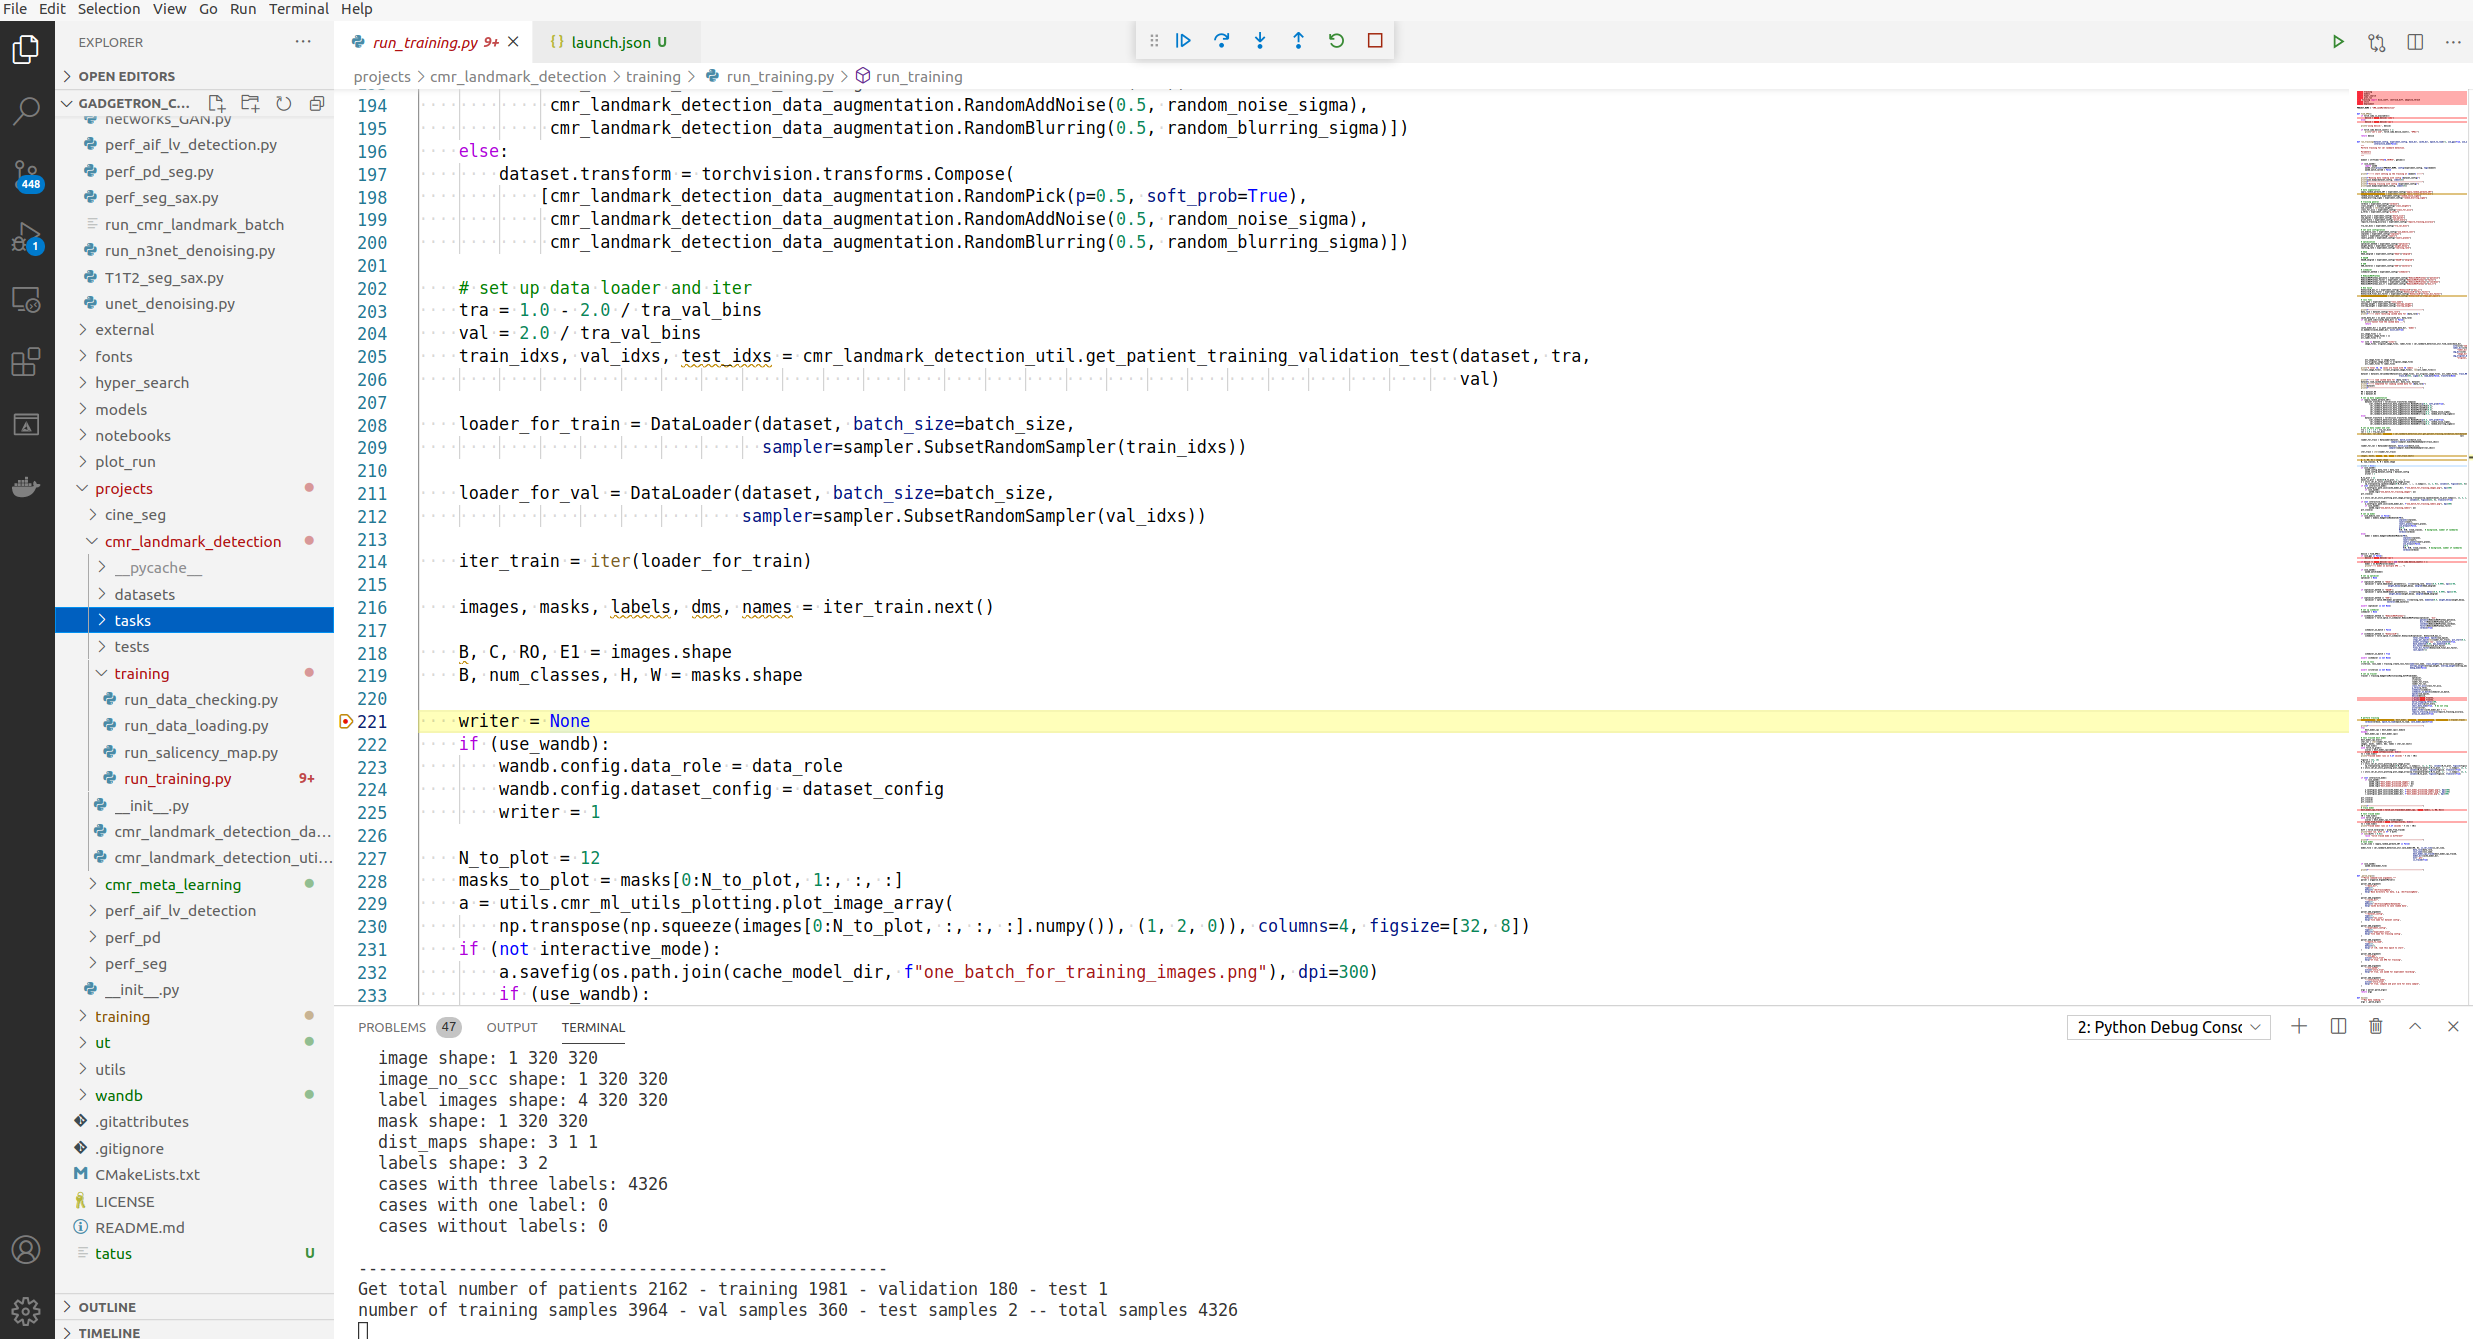 File Edit Selection View Go Run Terminal Help
EXPLORER
OPEN EDITORS
GADGETRON_C...
networks_GAN.py
perf_aif_lv_detection.py
perf_pd_seg.py
perf_seg_sax.py
run_cmr_landmark_batch
run_n3net_denoising.py
T1T2_seg_sax.py
unet_denoising.py
external
fonts
hyper_search
models
notebooks
plot_run
projects
cine_seg
cmr_landmark_detection
__pycache__
datasets
tasks
tests
training
run_data_checking.py
run_data_loading.py
run_salicency_map.py
run_training.py 9+
__init__.py
cmr_landmark_detection_da...
cmr_landmark_detection_uti...
cmr_meta_learning
perf_aif_lv_detection
perf_pd
perf_seg
__init__.py
training
ut
utils
wandb
.gitattributes
.gitignore
CMakeLists.txt
LICENSE
README.md
tatus U
OUTLINE
TIMELINE
448
1
run_training.py 9+
launch.json U
projects > cmr_landmark_detection > training > run_training.py > run_training
194 cmr_landmark_detection_data_augmentation.RandomAddNoise(0.5, random_noise_sigma),
195 cmr_landmark_detection_data_augmentation.RandomBlurring(0.5, random_blurring_sigma)])
196 else:
197 dataset.transform = torchvision.transforms.Compose(
198 [cmr_landmark_detection_data_augmentation.RandomPick(p=0.5, soft_prob=True),
199 cmr_landmark_detection_data_augmentation.RandomAddNoise(0.5, random_noise_sigma),
200 cmr_landmark_detection_data_augmentation.RandomBlurring(0.5, random_blurring_sigma)])
201
202 # set up data loader and iter
203 tra = 1.0 - 2.0 / tra_val_bins
204 val = 2.0 / tra_val_bins
205 train_idxs, val_idxs, test_idxs = cmr_landmark_detection_util.get_patient_training_validation_test(dataset, tra,
206 val)
207
208 loader_for_train = DataLoader(dataset, batch_size=batch_size,
209 sampler=sampler.SubsetRandomSampler(train_idxs))
210
211 loader_for_val = DataLoader(dataset, batch_size=batch_size,
212 sampler=sampler.SubsetRandomSampler(val_idxs))
213
214 iter_train = iter(loader_for_train)
215
216 images, masks, labels, dms, names = iter_train.next()
217
218 B, C, RO, E1 = images.shape
219 B, num_classes, H, W = masks.shape
220
221 writer = None
222 if (use_wandb):
223 wandb.config.data_role = data_role
224 wandb.config.dataset_config = dataset_config
225 writer = 1
226
227 N_to_plot = 12
228 masks_to_plot = masks[0:N_to_plot, 1:, :, :]
229 a = utils.cmr_ml_utils_plotting.plot_image_array(
230 np.transpose(np.squeeze(images[0:N_to_plot, :, :, :].numpy()), (1, 2, 0)), columns=4, figsize=[32, 8])
231 if (not interactive_mode):
232 a.savefig(os.path.join(cache_model_dir, f"one_batch_for_training_images.png"), dpi=300)
233 if (use_wandb):
PROBLEMS 47 OUTPUT TERMINAL
2: Python Debug Consc
image shape: 1 320 320
image_no_scc shape: 1 320 320
label images shape: 4 320 320
mask shape: 1 320 320
dist_maps shape: 3 1 1
labels shape: 3 2
cases with three labels: 4326
cases with one label: 0
cases without labels: 0
-----------------------------------------------------
Get total number of patients 2162 - training 1981 - validation 180 - test 1
number of training samples 3964 - val samples 360 - test samples 2 -- total samples 4326